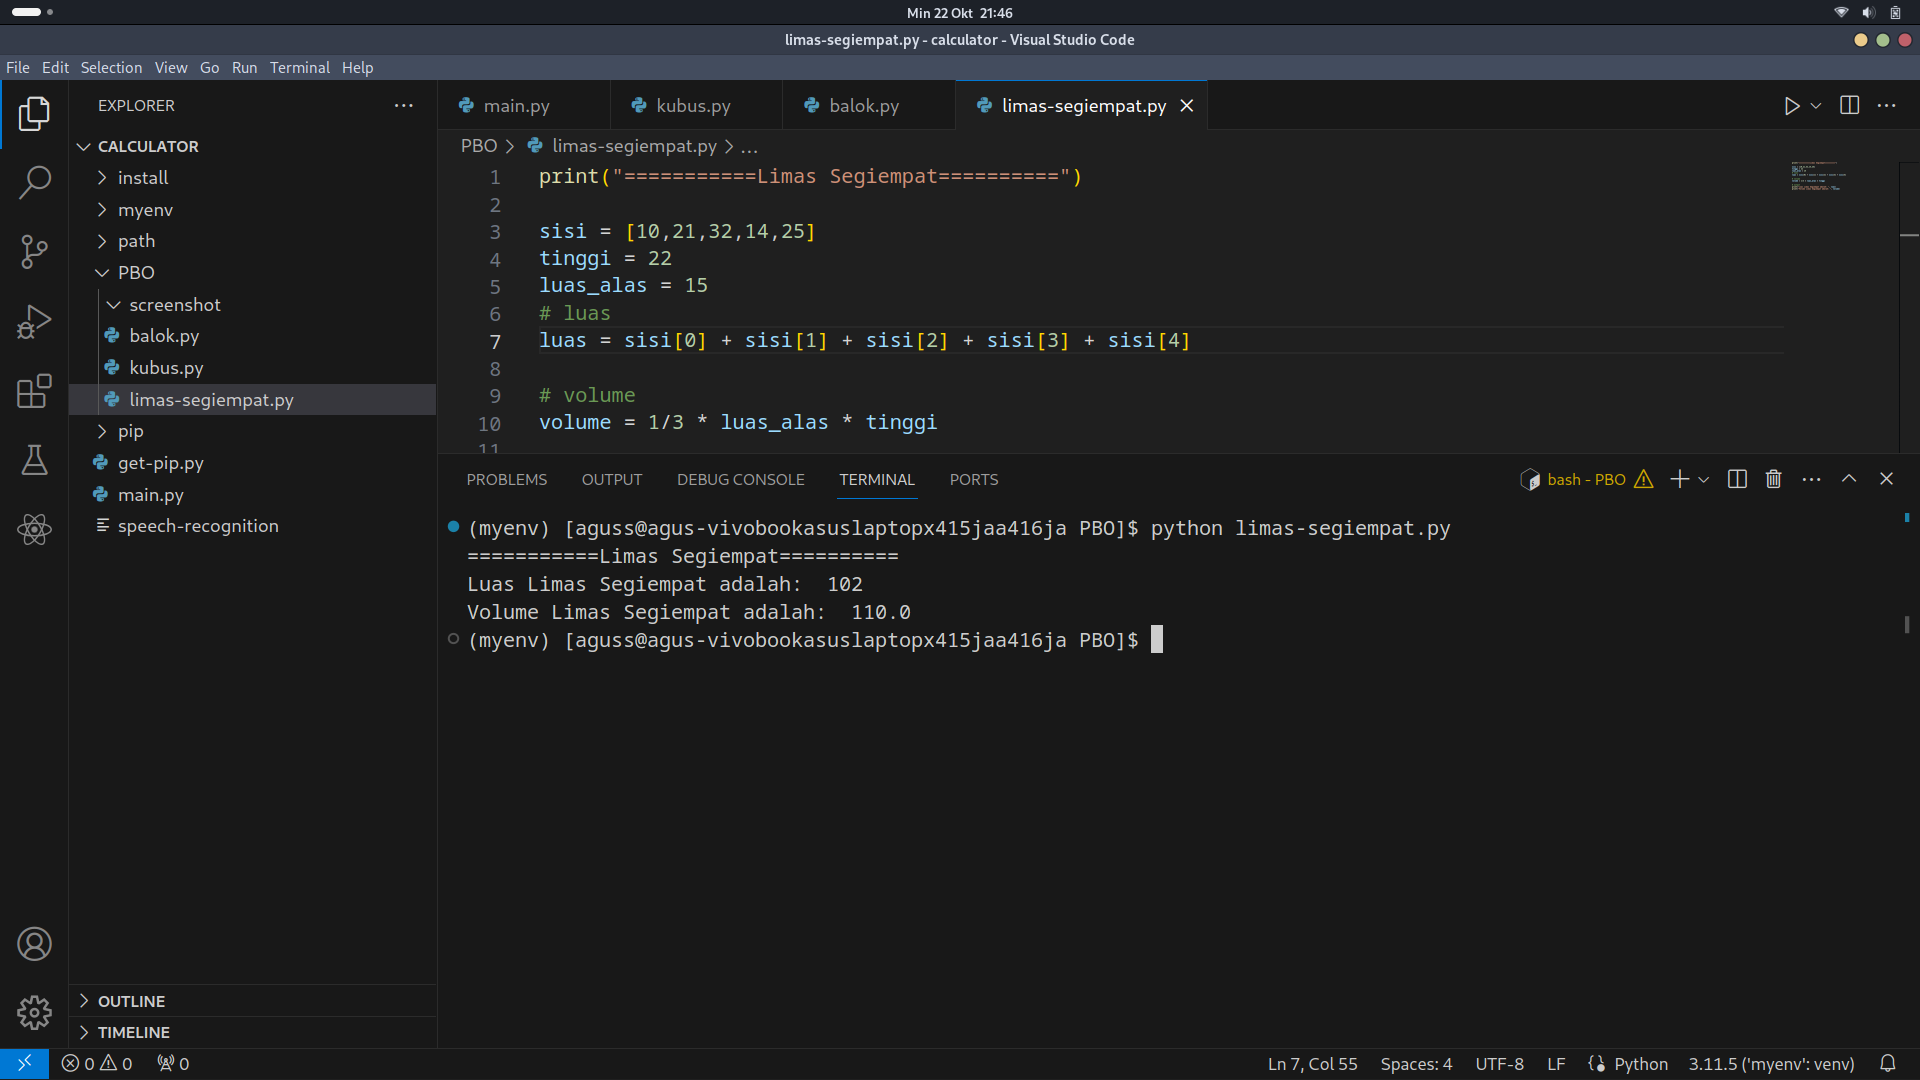 Min 22 Okt 21:46
limas-segiempat.py - calculator - Visual Studio Code
File Edit Selection View Go Run Terminal Help
EXPLORER
CALCULATOR
install
myenv
path
PBO
screenshot
balok.py
kubus.py
limas-segiempat.py
pip
get-pip.py
main.py
speech-recognition
OUTLINE
TIMELINE
main.py kubus.py balok.py limas-segiempat.py
PBO > limas-segiempat.py > ...
1 print("===========Limas Segiempat==========")
2
3 sisi = [10,21,32,14,25]
4 tinggi = 22
5 luas_alas = 15
6 # luas
7 luas = sisi[0] + sisi[1] + sisi[2] + sisi[3] + sisi[4]
8
9 # volume
10 volume = 1/3 * luas_alas * tinggi
11
PROBLEMS OUTPUT DEBUG CONSOLE TERMINAL PORTS
bash - PBO
(myenv) [aguss@agus-vivobookasuslaptopx415jaa416ja PBO]$ python limas-segiempat.py
===========Limas Segiempat==========
Luas Limas Segiempat adalah:  102
Volume Limas Segiempat adalah:  110.0
(myenv) [aguss@agus-vivobookasuslaptopx415jaa416ja PBO]$
0 0 0
Ln 7, Col 55 Spaces: 4 UTF-8 LF Python 3.11.5 ('myenv': venv)